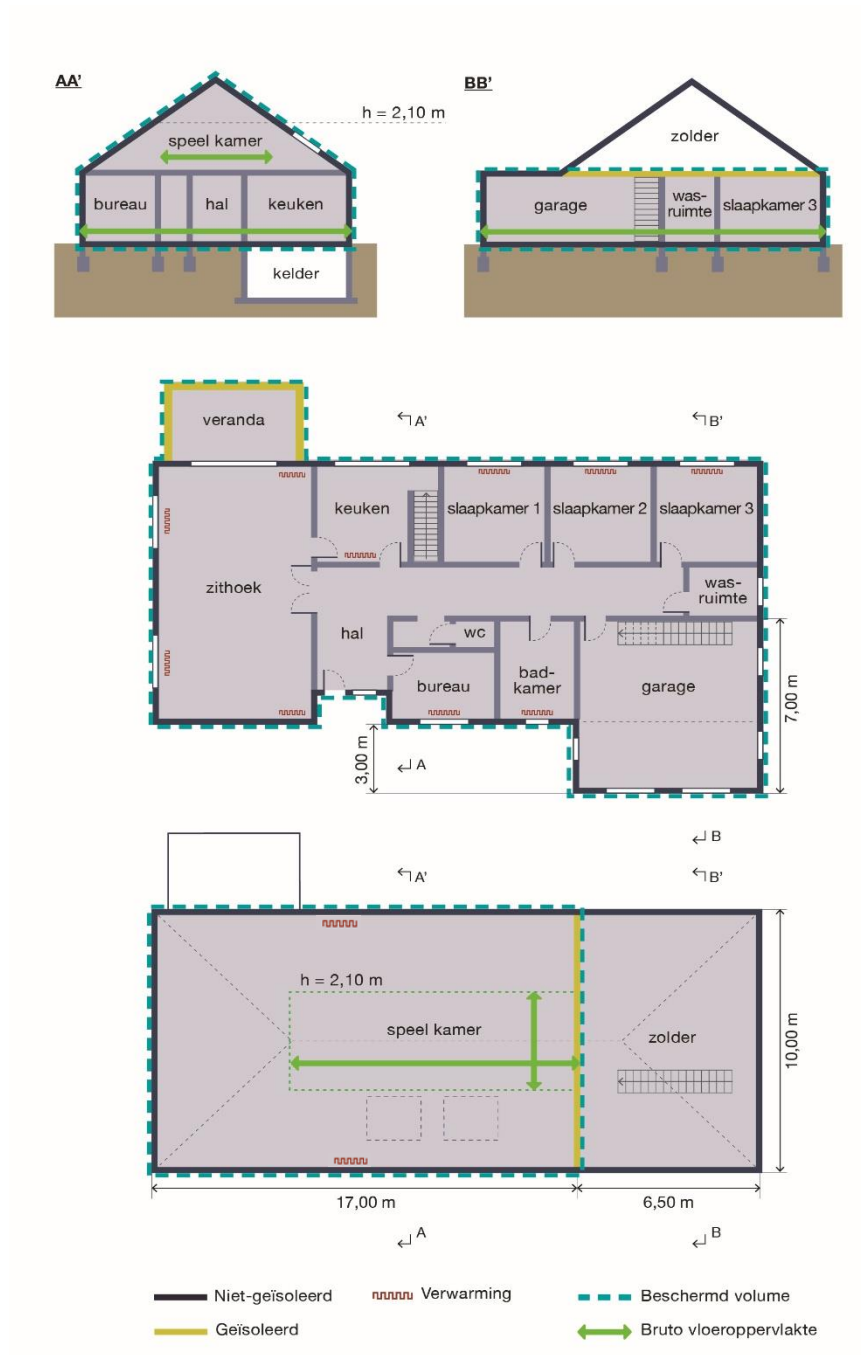 AA'
h = 2,10 m
speel kamer
bureau
hal
keuken
kelder
BB'
zolder
garage
was-
ruimte
slaapkamer 3
veranda
A'
B'
keuken
slaapkamer 1
slaapkamer 2
slaapkamer 3
zithoek
was-
ruimte
hal
wc
bureau
bad-
kamer
garage
7,00 m
3,00 m
A
B
A'
B'
h = 2,10 m
speel kamer
zolder
10,00 m
17,00 m
6,50 m
A
B
Niet-geïsoleerd
Verwarming
Beschermd volume
Geïsoleerd
Bruto vloeroppervlakte